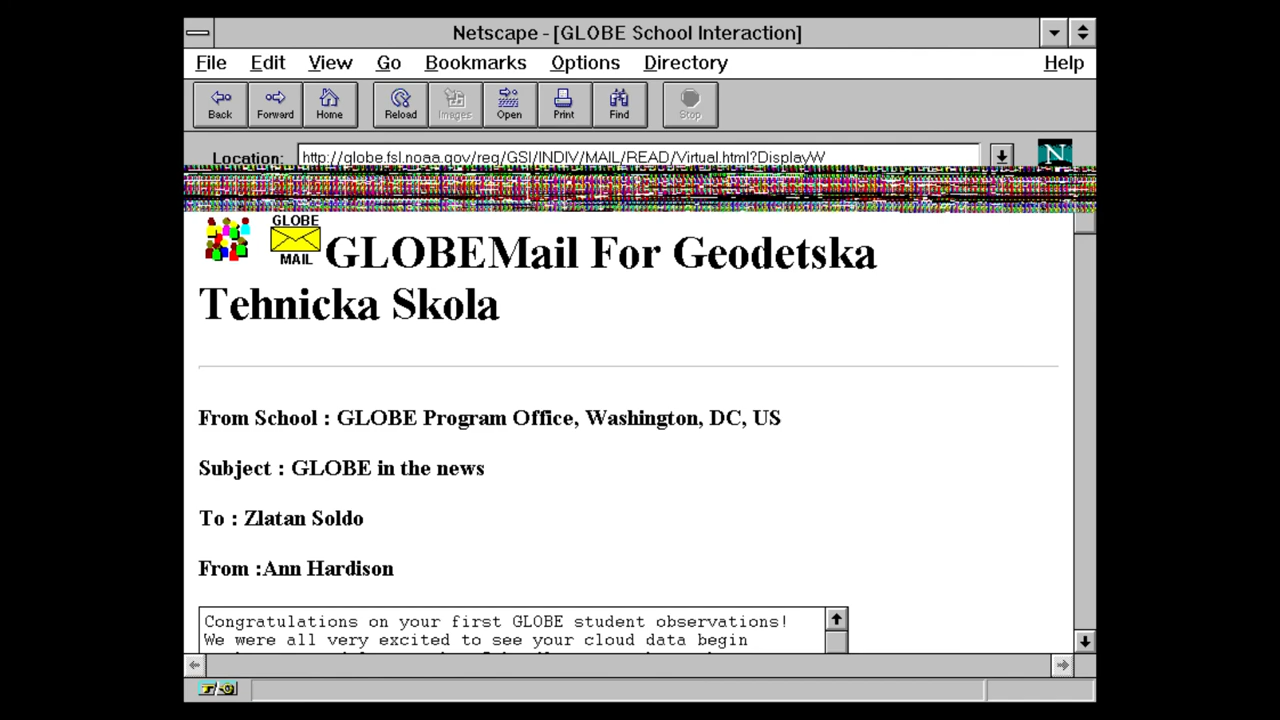 Netscape - [GLOBE School Interaction]
File Edit View Go Bookmarks Options Directory Help
Back Forward Home Reload Images Open Print Find Stop
Location: http://globe.fsl.noaa.gov/reg/GSI/INDIV/MAIL/READ/Virtual.html?DisplayW
N
GLOBE
MAIL
GLOBEMail For Geodetska
Tehnicka Skola
From School : GLOBE Program Office, Washington, DC, US
Subject : GLOBE in the news
To : Zlatan Soldo
From :Ann Hardison
Congratulations on your first GLOBE student observations!
We were all very excited to see your cloud data begin